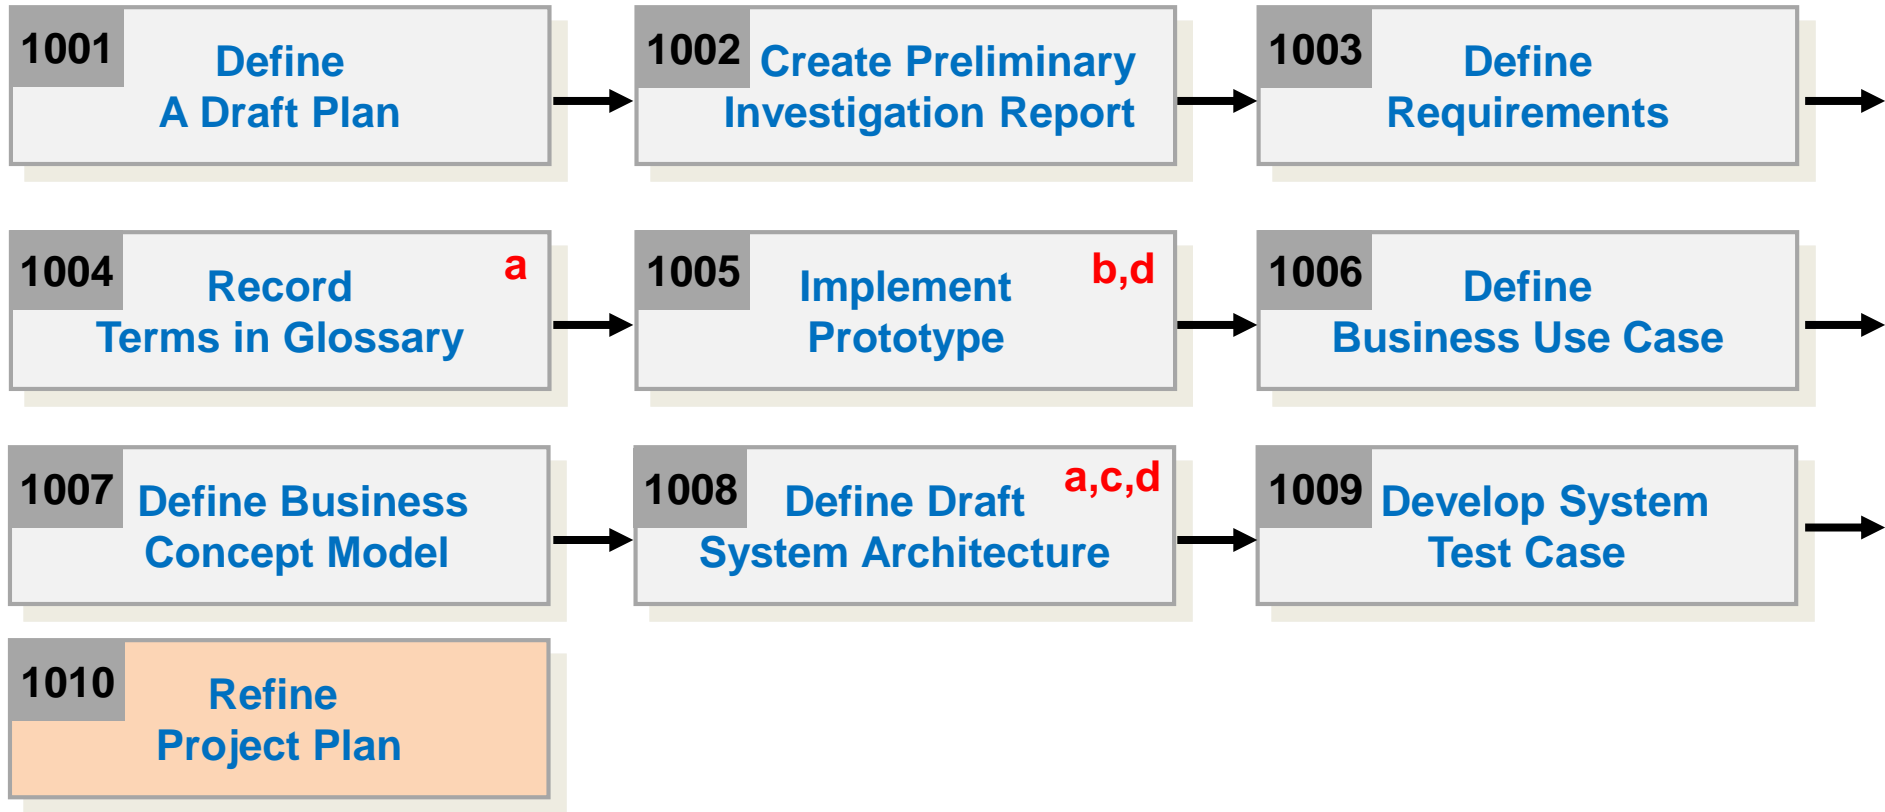 1001
Define
A Draft Plan
1002
Create Preliminary
Investigation Report
1003
Define
Requirements
1004
Record
a
Terms in Glossary
1005
Implement
b,d
Prototype
1006
Define
Business Use Case
1007
Define Business
Concept Model
1008
Define Draft
a,c,d
System Architecture
1009
Develop System
Test Case
1010
Refine
Project Plan